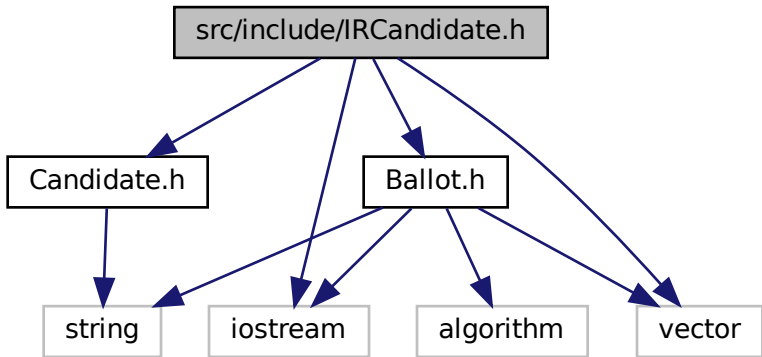 src/include/IRCandidate.h
Candidate.h
Ballot.h
string
iostream
algorithm
vector